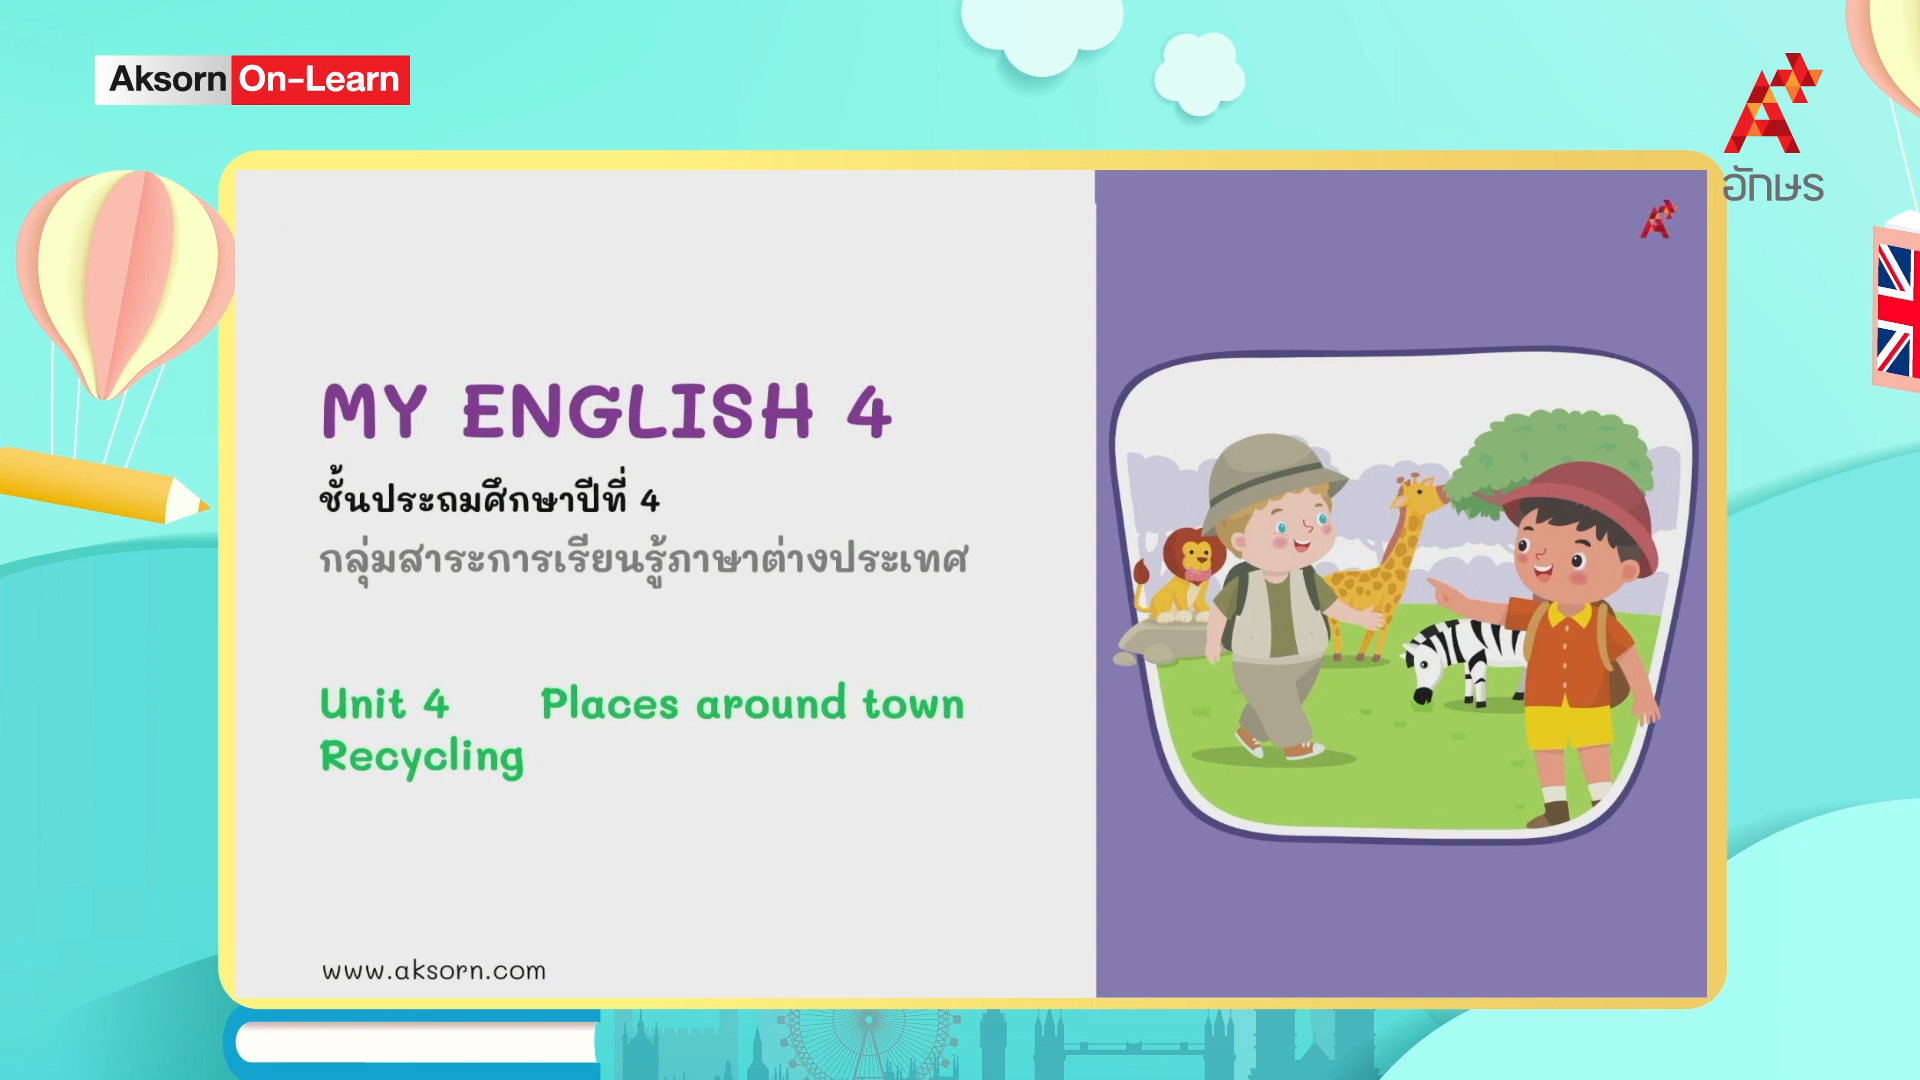 Aksorn On-Learn
อักษร
MY ENGLISH 4
ชั้นประถมศึกษาปีที่ 4
กลุ่มสาระการเรียนรู้ภาษาต่างประเทศ
Unit 4 Places around town
Recycling
www.aksorn.com